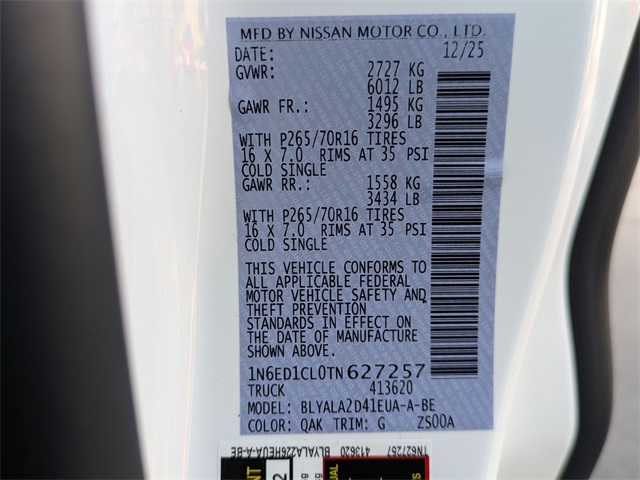 MFD BY NISSAN MOTOR CO., LTD.
DATE: 12/25
GVWR: 2727 KG
6012 LB
GAWR FR.: 1495 KG
3296 LB
WITH P265/70R16 TIRES
16 X 7.0 RIMS AT 35 PSI
COLD SINGLE
GAWR RR.: 1558 KG
3434 LB
WITH P265/70R16 TIRES
16 X 7.0 RIMS AT 35 PSI
COLD SINGLE
THIS VEHICLE CONFORMS TO
ALL APPLICABLE FEDERAL
MOTOR VEHICLE SAFETY AND
THEFT PREVENTION
STANDARDS IN EFFECT ON
THE DATE OF MANUFACTURE
SHOWN ABOVE.
1N6ED1CL0TN627257
TRUCK 413620
MODEL: BLYALA2D41EUA-A-BE
COLOR: QAK TRIM: G ZS00A
1N627257 413620 BLYALA226HEUA-A-BE